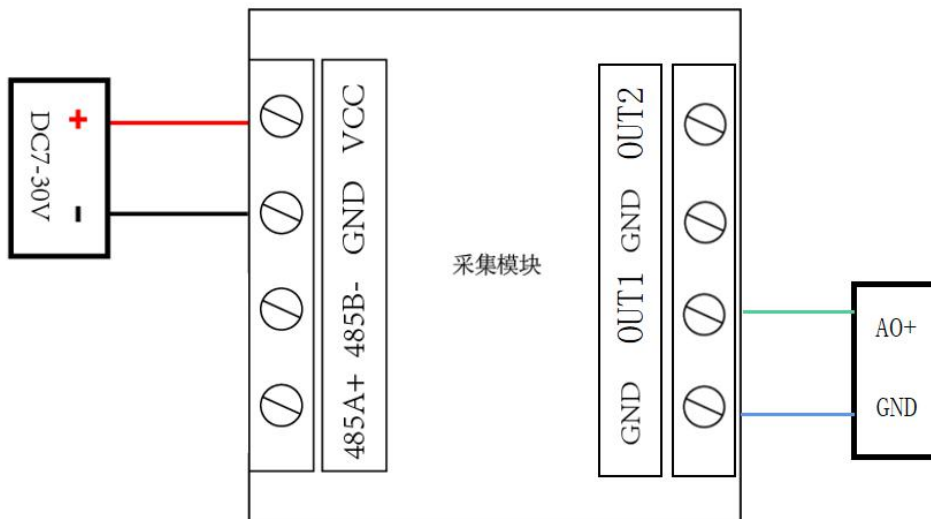 +
DC7-30V
-
VCC
GND
485B-
485A+
采集模块
OUT2
GND
OUT1
GND
AO+
GND